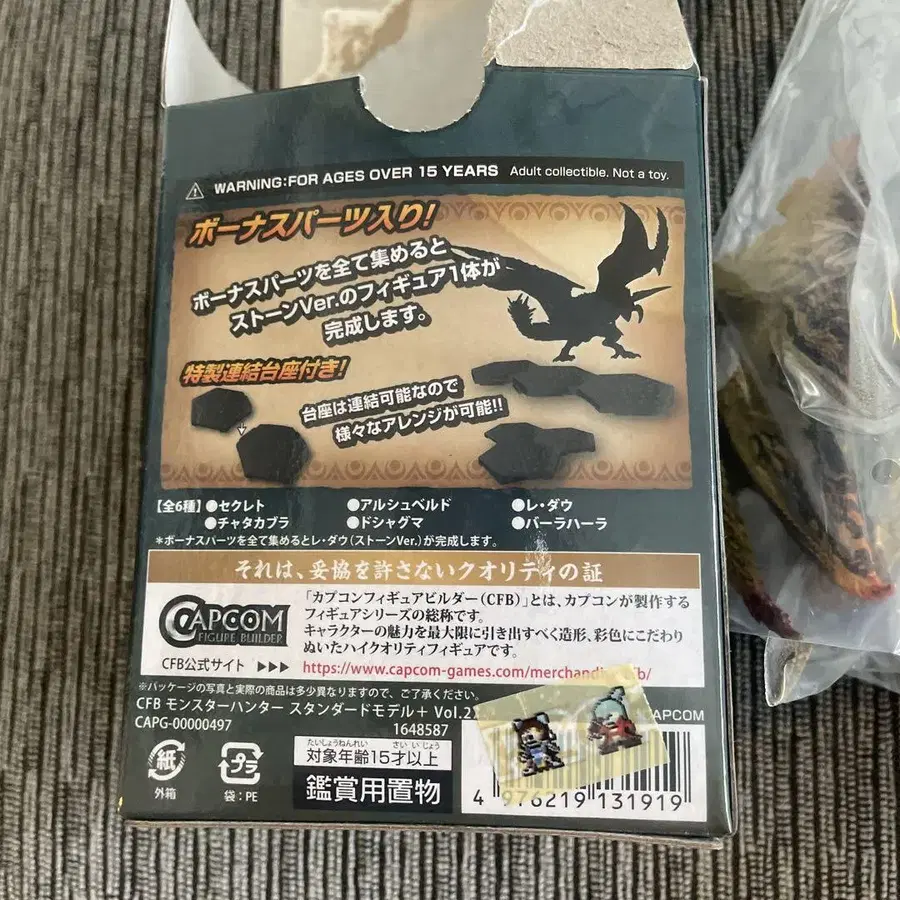 WARNING:FOR AGES OVER 15 YEARS Adult collectible. Not a toy.
ボーナスパーツ入り!
ボーナスパーツを全て集めると
ストーンVer.のフィギュア1体が
完成します。
特製連結台座付き!
台座は連結可能なので
様々なアレンジが可能!!
【全6種】●セクレト ●アルシュベルド ●レ・ダウ
●チャタカブラ ●ドシャグマ ●バーラハーラ
*ボーナスパーツを全て集めるとレ・ダウ(ストーンVer.)が完成します。
それは、妥協を許さないクオリティの証
CAPCOM
FIGURE BUILDER
「カプコンフィギュアビルダー(CFB)」とは、カプコンが製作する
フィギュアシリーズの総称です。
キャラクターの魅力を最大限に引き出すべく造形、彩色にこだわり
ぬいたハイクオリティフィギュアです。
CFB公式サイト ▶▶▶ https://www.capcom-games.com/merchandi
※パッケージの写真と実際の商品は多少異なりますので、ご了承ください。
CFB モンスターハンター スタンダードモデル+ Vol.2
CAPG-00000497 1648587
CAPCOM
紙
外箱
プラ
袋:PE
たいしょうねんれい さい いじょう
対象年齢15才以上
鑑賞用置物
4 976219 131919